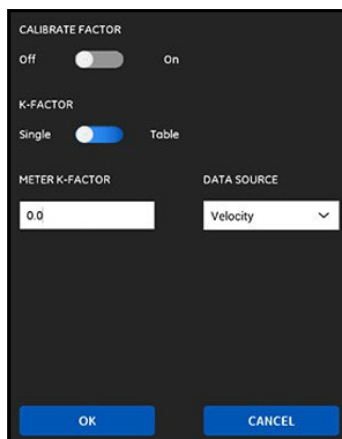 CALIBRATE FACTOR
Off On
K-FACTOR
Single Table
METER K-FACTOR DATA SOURCE
0.0 Velocity
OK CANCEL